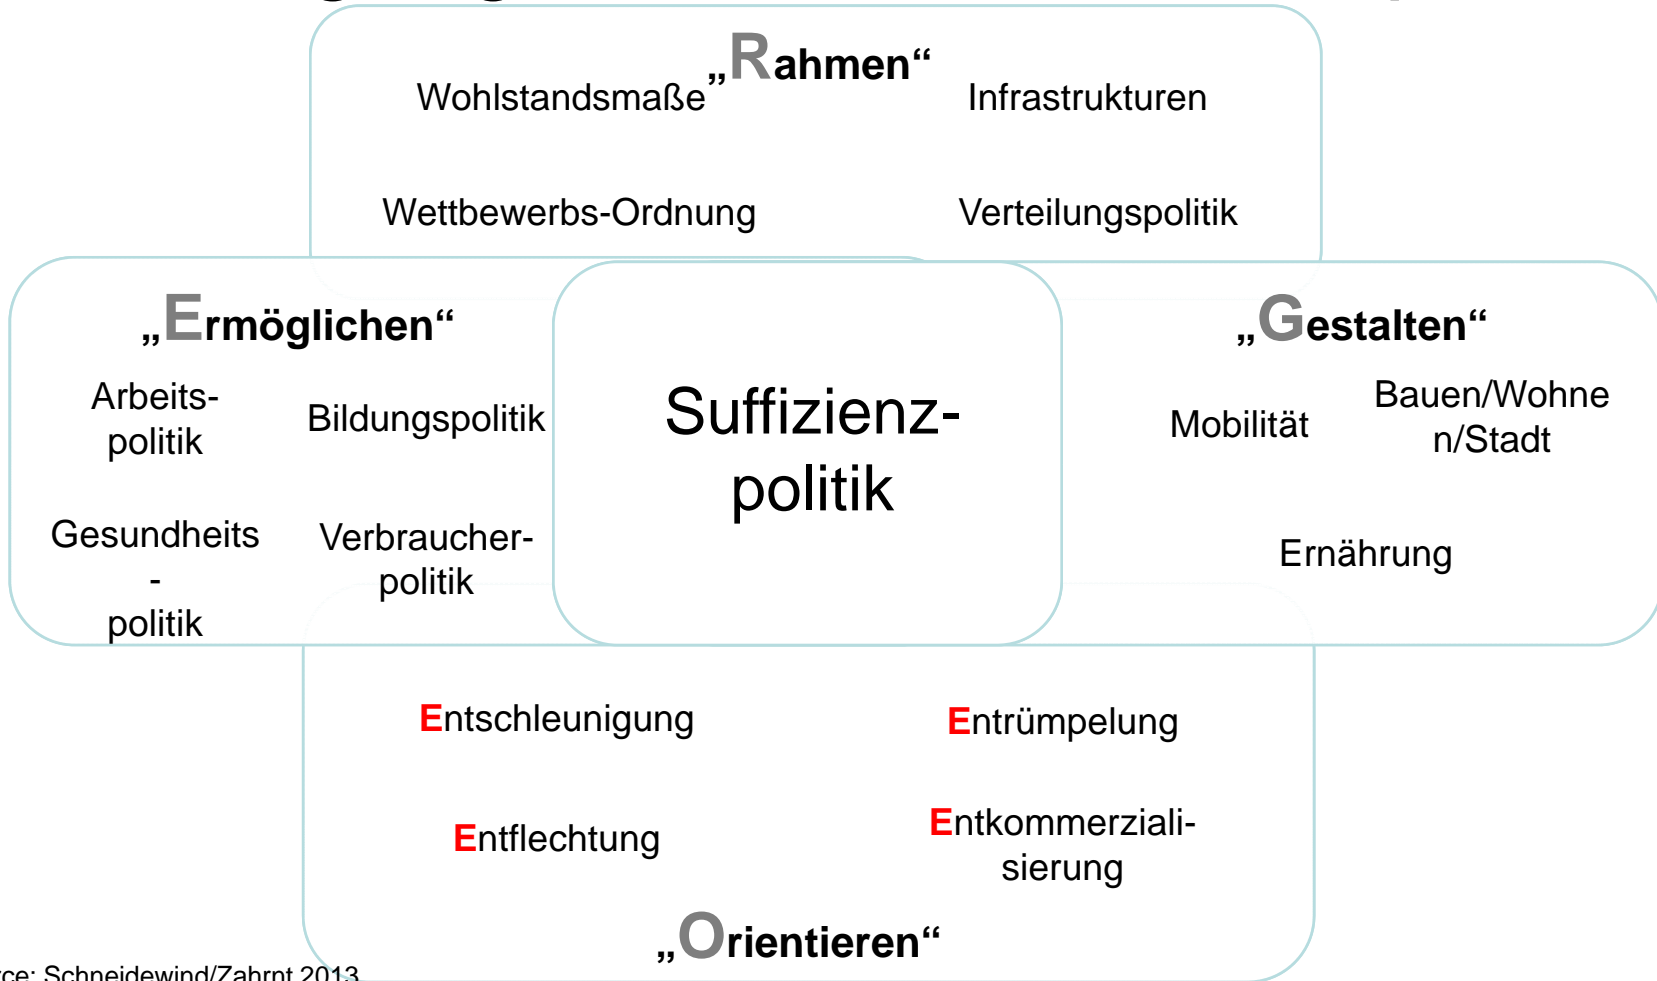 „Rahmen“
Wohlstandsmaße
Infrastrukturen
Wettbewerbs-Ordnung
Verteilungspolitik
„Ermöglichen“
Arbeits-
politik
Bildungspolitik
Gesundheits
-
politik
Verbraucher-
politik
Suffizienz-
politik
„Gestalten“
Mobilität
Bauen/Wohne
n/Stadt
Ernährung
Entschleunigung
Entrümpelung
Entflechtung
Entkommerziali-
sierung
„Orientieren“
rce: Schneidewind/Zahrnt 2013